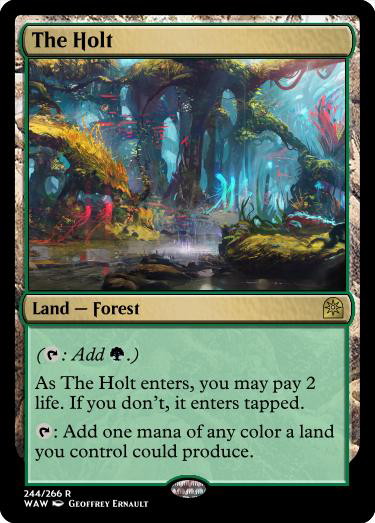 The Holt
Land — Forest
(: Add .)
As The Holt enters, you may pay 2
life. If you don't, it enters tapped.
: Add one mana of any color a land
you control could produce.
244/266 R
WAW Geoffrey Ernault